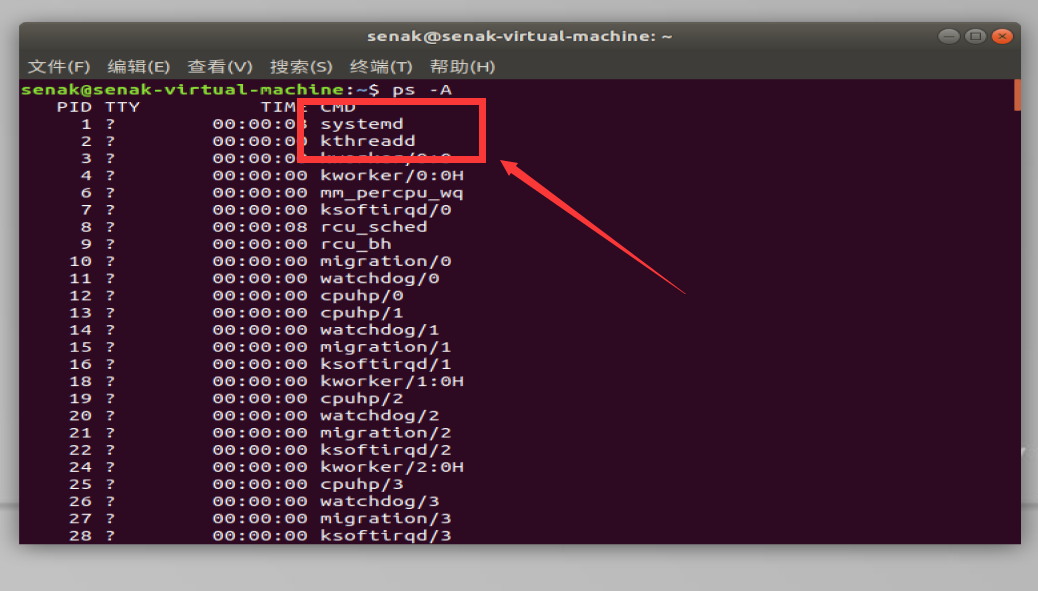 senak@senak-virtual-machine: ~
文件(F) 编辑(E) 查看(V) 搜索(S) 终端(T) 帮助(H)
senak@senak-virtual-machine:~$ ps -A
PID TTY TIME CMD
1 ? 00:00:03 systemd
2 ? 00:00:00 kthreadd
3 ? 00:00:00 kworker/0:0
4 ? 00:00:00 kworker/0:0H
6 ? 00:00:00 mm_percpu_wq
7 ? 00:00:00 ksoftirqd/0
8 ? 00:00:08 rcu_sched
9 ? 00:00:00 rcu_bh
10 ? 00:00:00 migration/0
11 ? 00:00:00 watchdog/0
12 ? 00:00:00 cpuhp/0
13 ? 00:00:00 cpuhp/1
14 ? 00:00:00 watchdog/1
15 ? 00:00:00 migration/1
16 ? 00:00:00 ksoftirqd/1
18 ? 00:00:00 kworker/1:0H
19 ? 00:00:00 cpuhp/2
20 ? 00:00:00 watchdog/2
21 ? 00:00:00 migration/2
22 ? 00:00:00 ksoftirqd/2
24 ? 00:00:00 kworker/2:0H
25 ? 00:00:00 cpuhp/3
26 ? 00:00:00 watchdog/3
27 ? 00:00:00 migration/3
28 ? 00:00:00 ksoftirqd/3